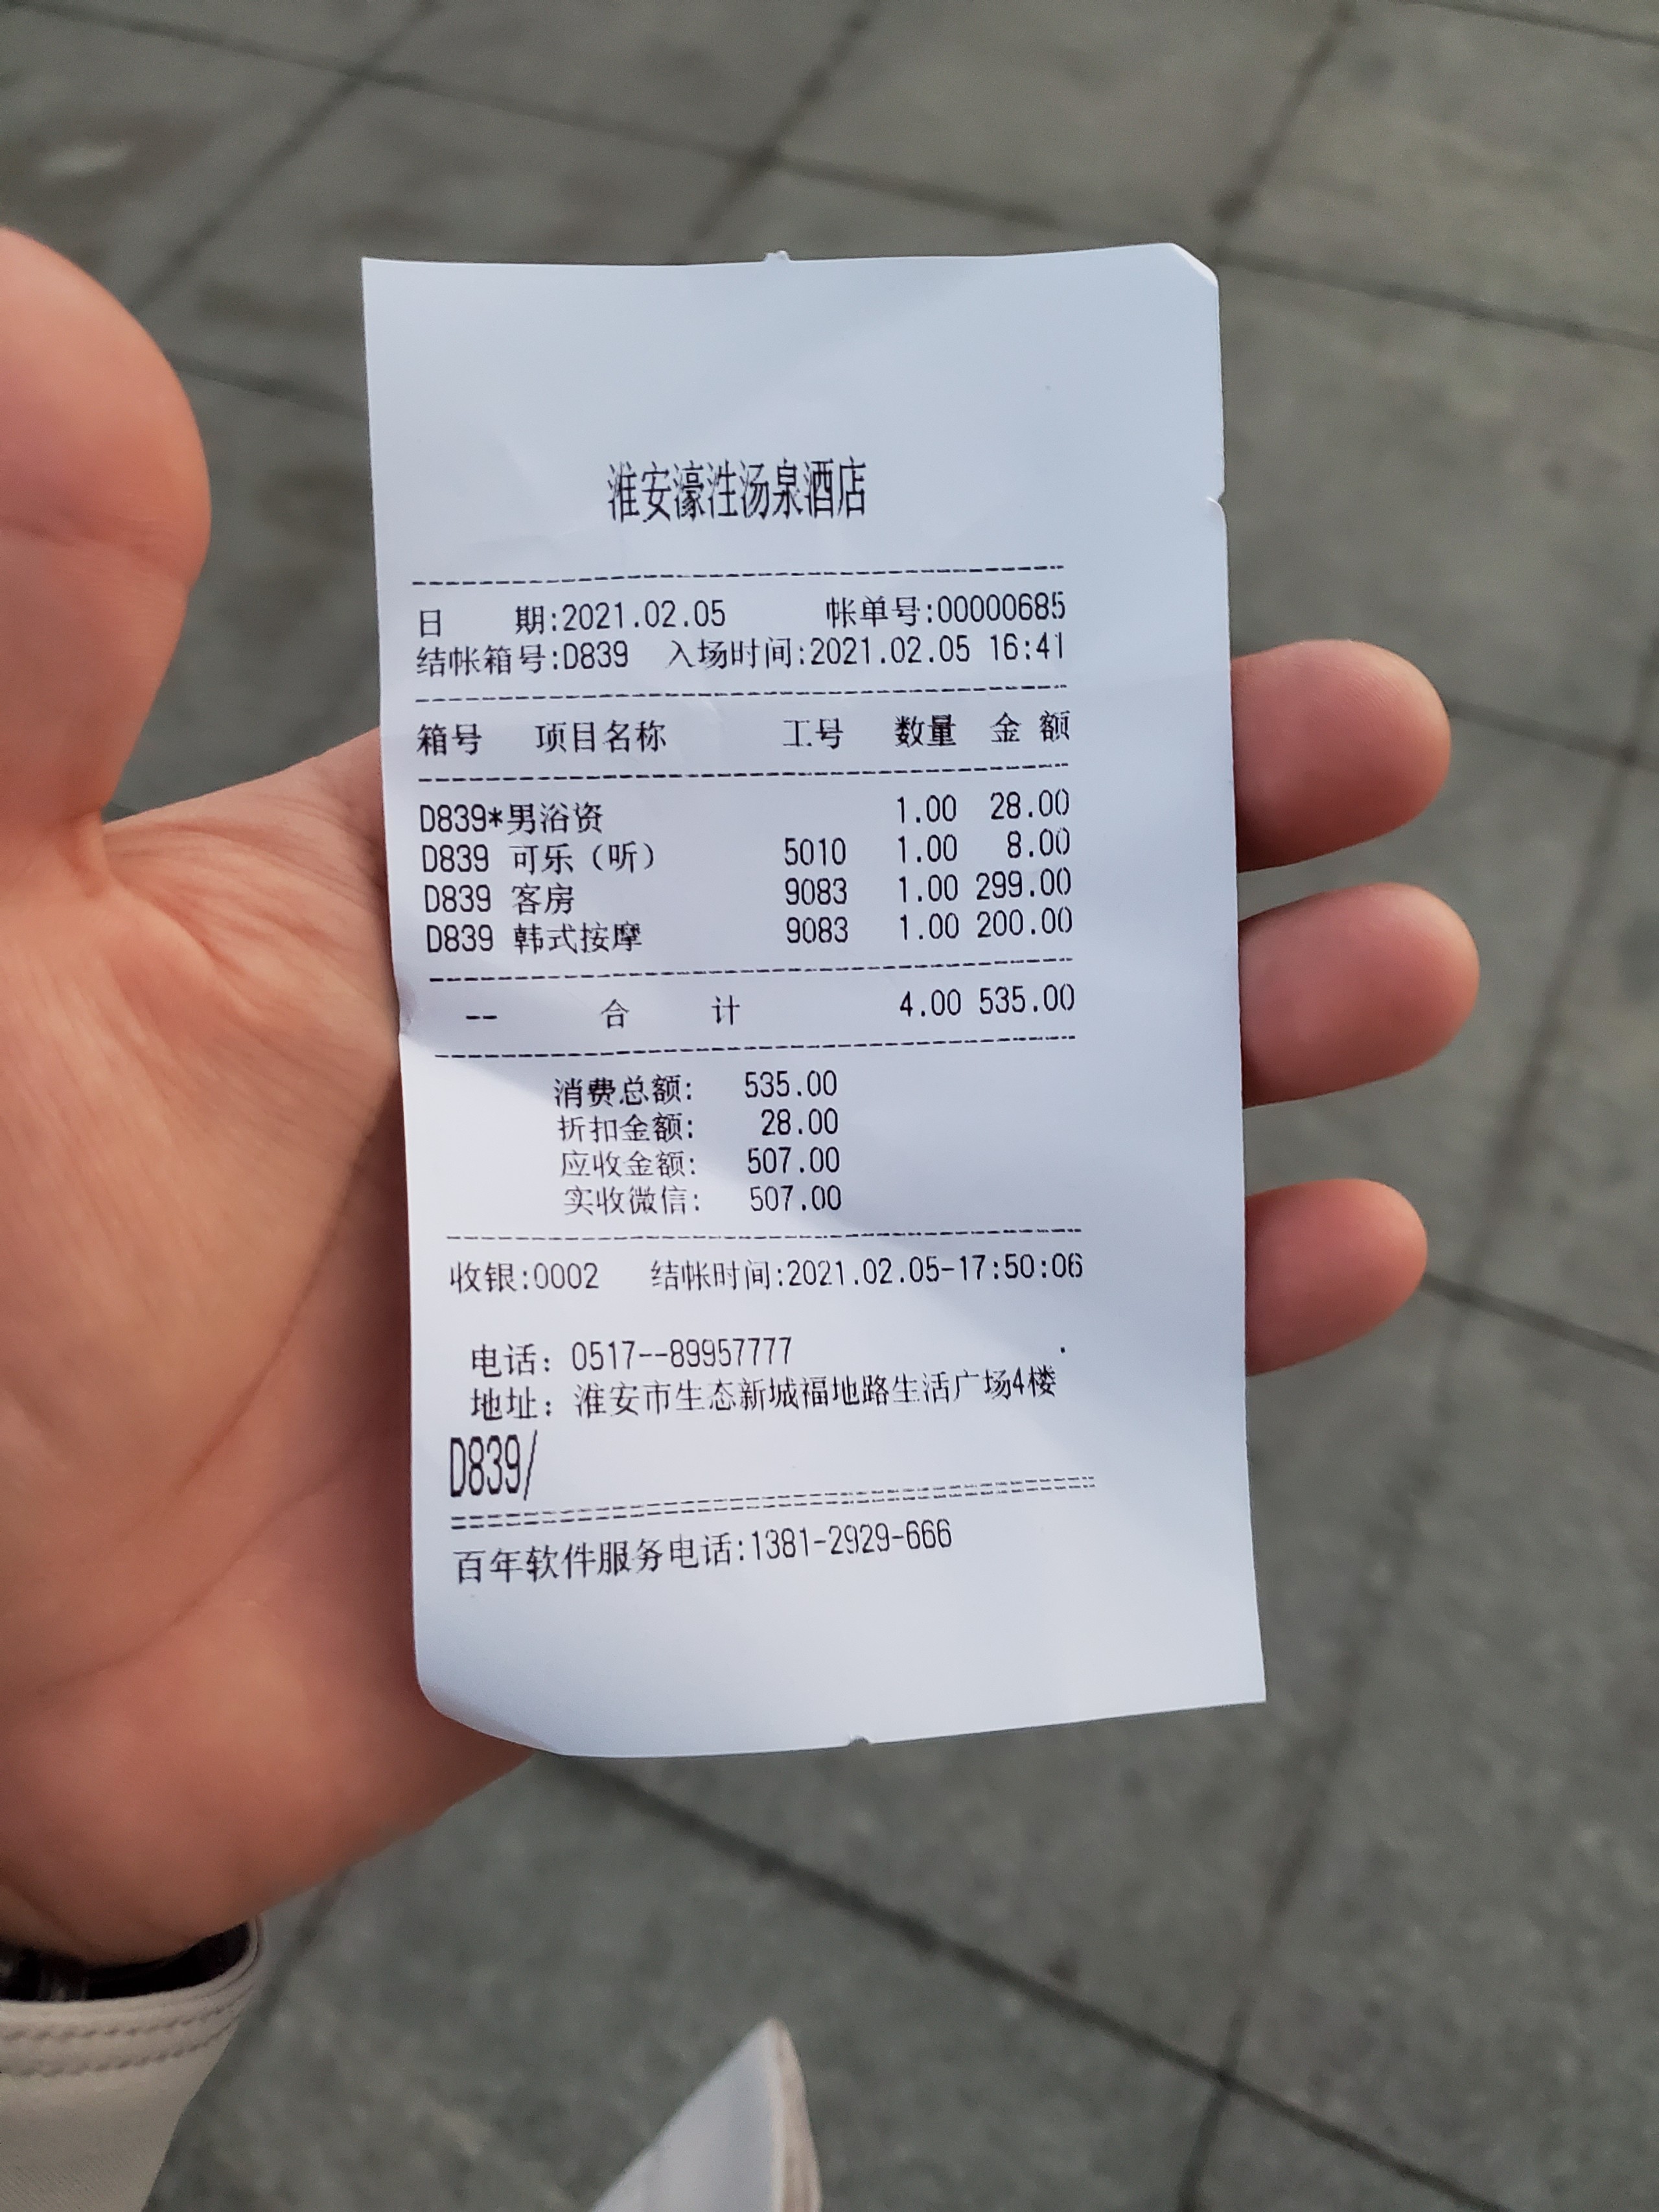 淮安濠泩汤泉酒店
日 期:2021.02.05 帐单号:00000685
结帐箱号:D839 入场时间:2021.02.05 16:41
箱号 项目名称 工号 数量 金 额
D839*男浴资 1.00 28.00
D839 可乐（听） 5010 1.00 8.00
D839 客房 9083 1.00 299.00
D839 韩式按摩 9083 1.00 200.00
-- 合 计 4.00 535.00
消费总额: 535.00
折扣金额: 28.00
应收金额: 507.00
实收微信: 507.00
收银:0002 结帐时间:2021.02.05-17:50:06
电话: 0517--89957777
地址: 淮安市生态新城福地路生活广场4楼
D839/
百年软件服务电话:1381-2929-666